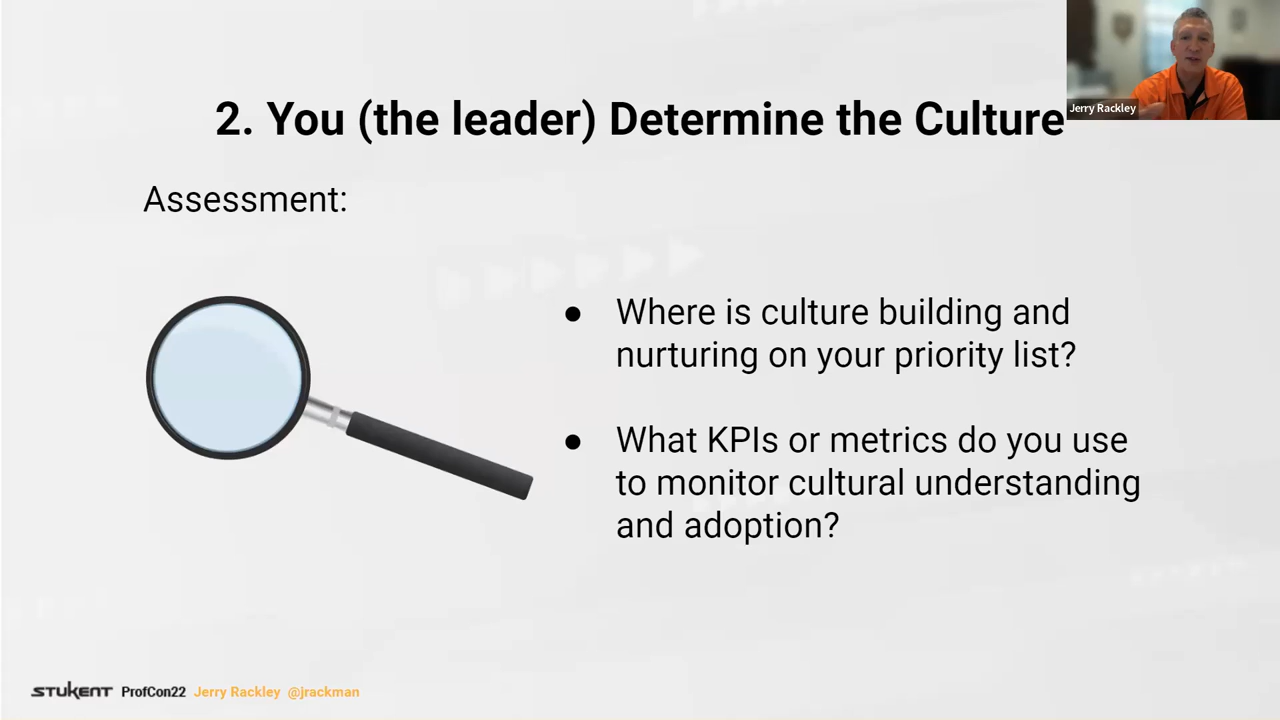 Jerry Rackley
2. You (the leader) Determine the Culture
Assessment:
● Where is culture building and
nurturing on your priority list?
● What KPIs or metrics do you use
to monitor cultural understanding
and adoption?
STUKENT ProfCon22 Jerry Rackley @jrackman